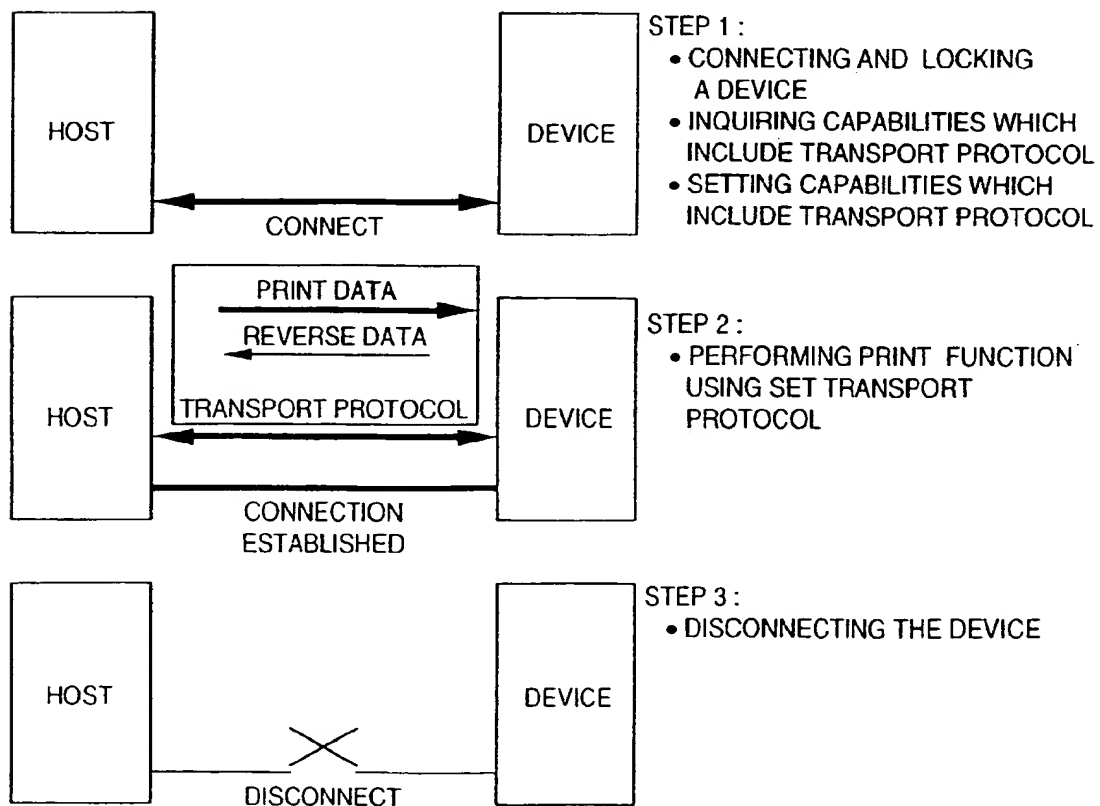 STEP 1 :
• CONNECTING AND LOCKING
A DEVICE
• INQUIRING CAPABILITIES WHICH
INCLUDE TRANSPORT PROTOCOL
• SETTING CAPABILITIES WHICH
INCLUDE TRANSPORT PROTOCOL
HOST
DEVICE
CONNECT
PRINT DATA
REVERSE DATA
TRANSPORT PROTOCOL
HOST
DEVICE
CONNECTION
ESTABLISHED
STEP 2 :
• PERFORMING PRINT FUNCTION
USING SET TRANSPORT
PROTOCOL
STEP 3 :
• DISCONNECTING THE DEVICE
HOST
DEVICE
DISCONNECT